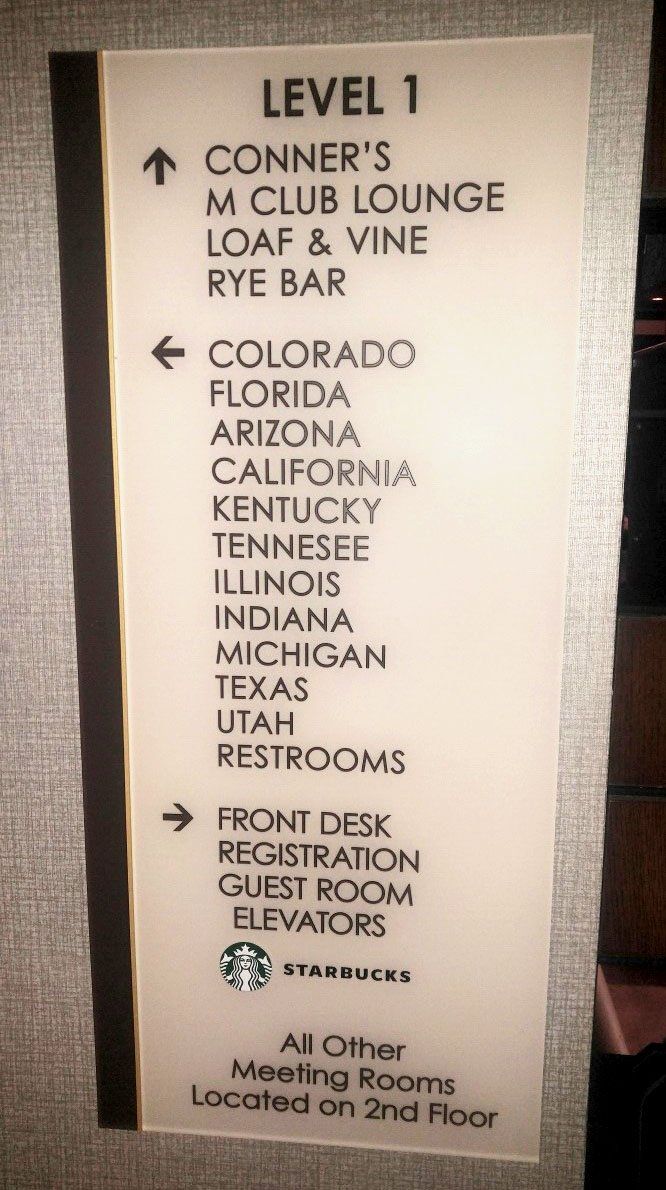 LEVEL 1
↑ CONNER'S
M CLUB LOUNGE
LOAF & VINE
RYE BAR
← COLORADO
FLORIDA
ARIZONA
CALIFORNIA
KENTUCKY
TENNESEE
ILLINOIS
INDIANA
MICHIGAN
TEXAS
UTAH
RESTROOMS
→ FRONT DESK
REGISTRATION
GUEST ROOM
ELEVATORS
STARBUCKS
All Other
Meeting Rooms
Located on 2nd Floor